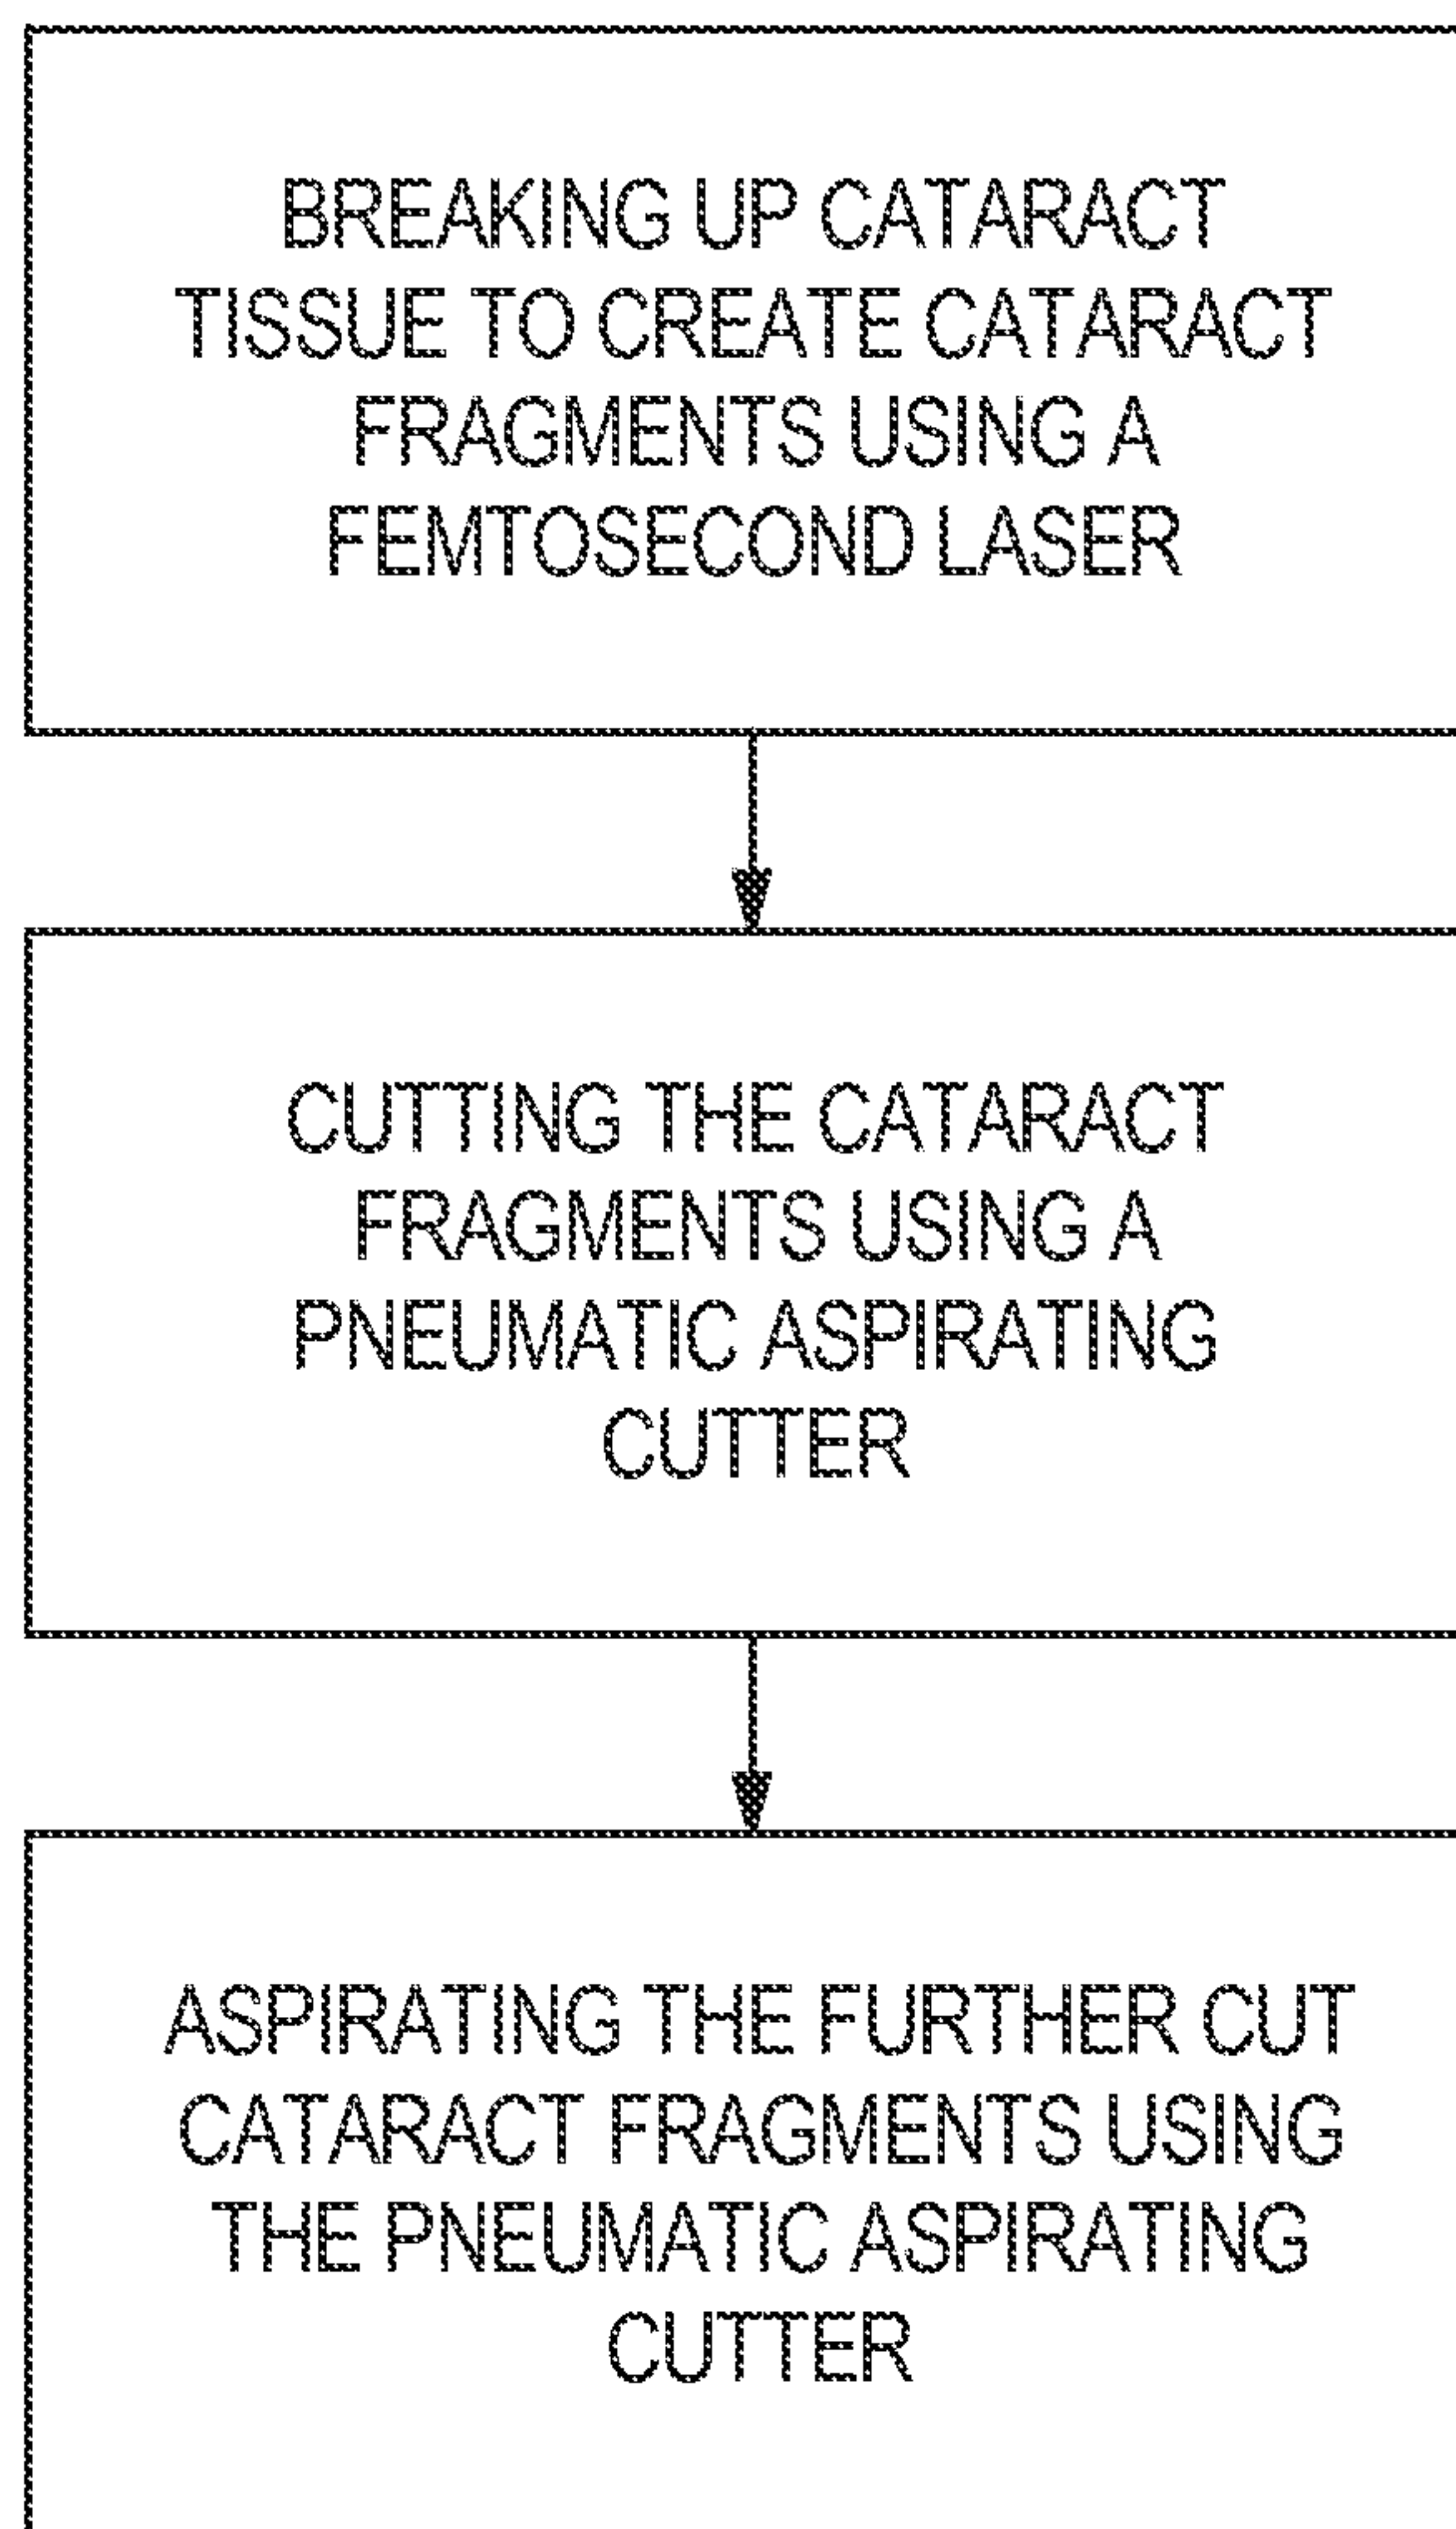 BREAKING UP CATARACT
TISSUE TO CREATE CATARACT
FRAGMENTS USING A
FEMTOSECOND LASER
CUTTING THE CATARACT
FRAGMENTS USING A
PNEUMATIC ASPIRATING
CUTTER
ASPIRATING THE FURTHER CUT
CATARACT FRAGMENTS USING
THE PNEUMATIC ASPIRATING
CUTTER